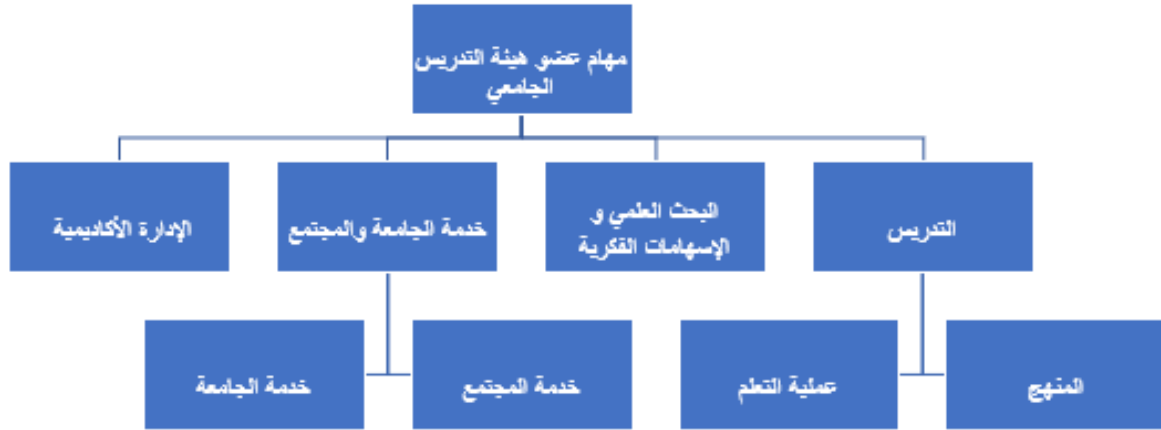 مهام عضو هيئة التدريس
الجامعي
التدريس
البحث العلمي و
الإسهامات الفكرية
خدمة الجامعة والمجتمع
الإدارة الأكاديمية
المنهج
عملية التعلم
خدمة المجتمع
خدمة الجامعة